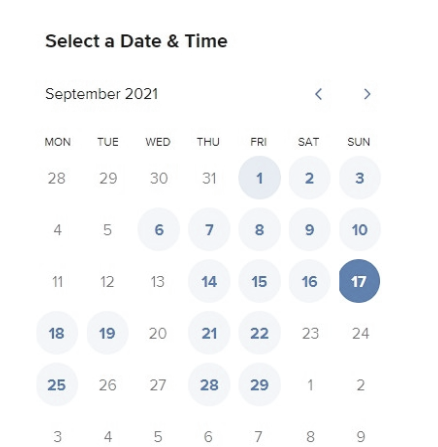 Select a Date & Time
September 2021
MON TUE WED THU FRI SAT SUN
28 29 30 31 1 2 3
4 5 6 7 8 9 10
11 12 13 14 15 16 17
18 19 20 21 22 23 24
25 26 27 28 29 1 2
3 4 5 6 7 8 9